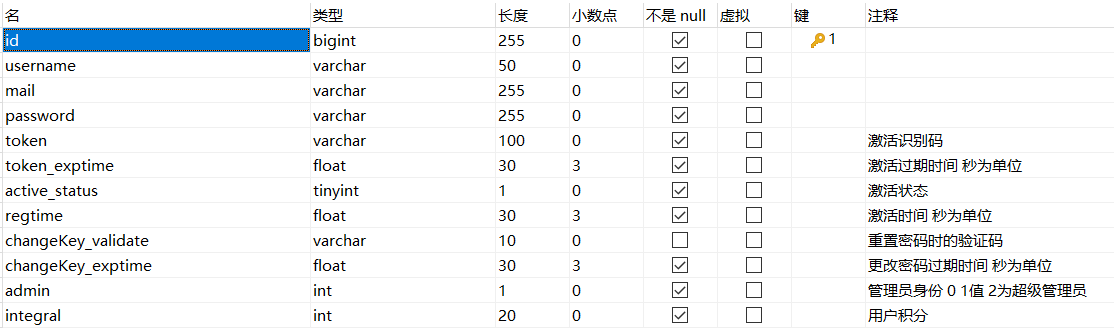 名 类型 长度 小数点 不是 null 虚拟 键 注释
id bigint 255 0 1
username varchar 50 0
mail varchar 255 0
password varchar 255 0
token varchar 100 0 激活识别码
token_exptime float 30 3 激活过期时间 秒为单位
active_status tinyint 1 0 激活状态
regtime float 30 3 激活时间 秒为单位
changeKey_validate varchar 10 0 重置密码时的验证码
changeKey_exptime float 30 3 更改密码过期时间 秒为单位
admin int 1 0 管理员身份 0 1值 2为超级管理员
integral int 20 0 用户积分